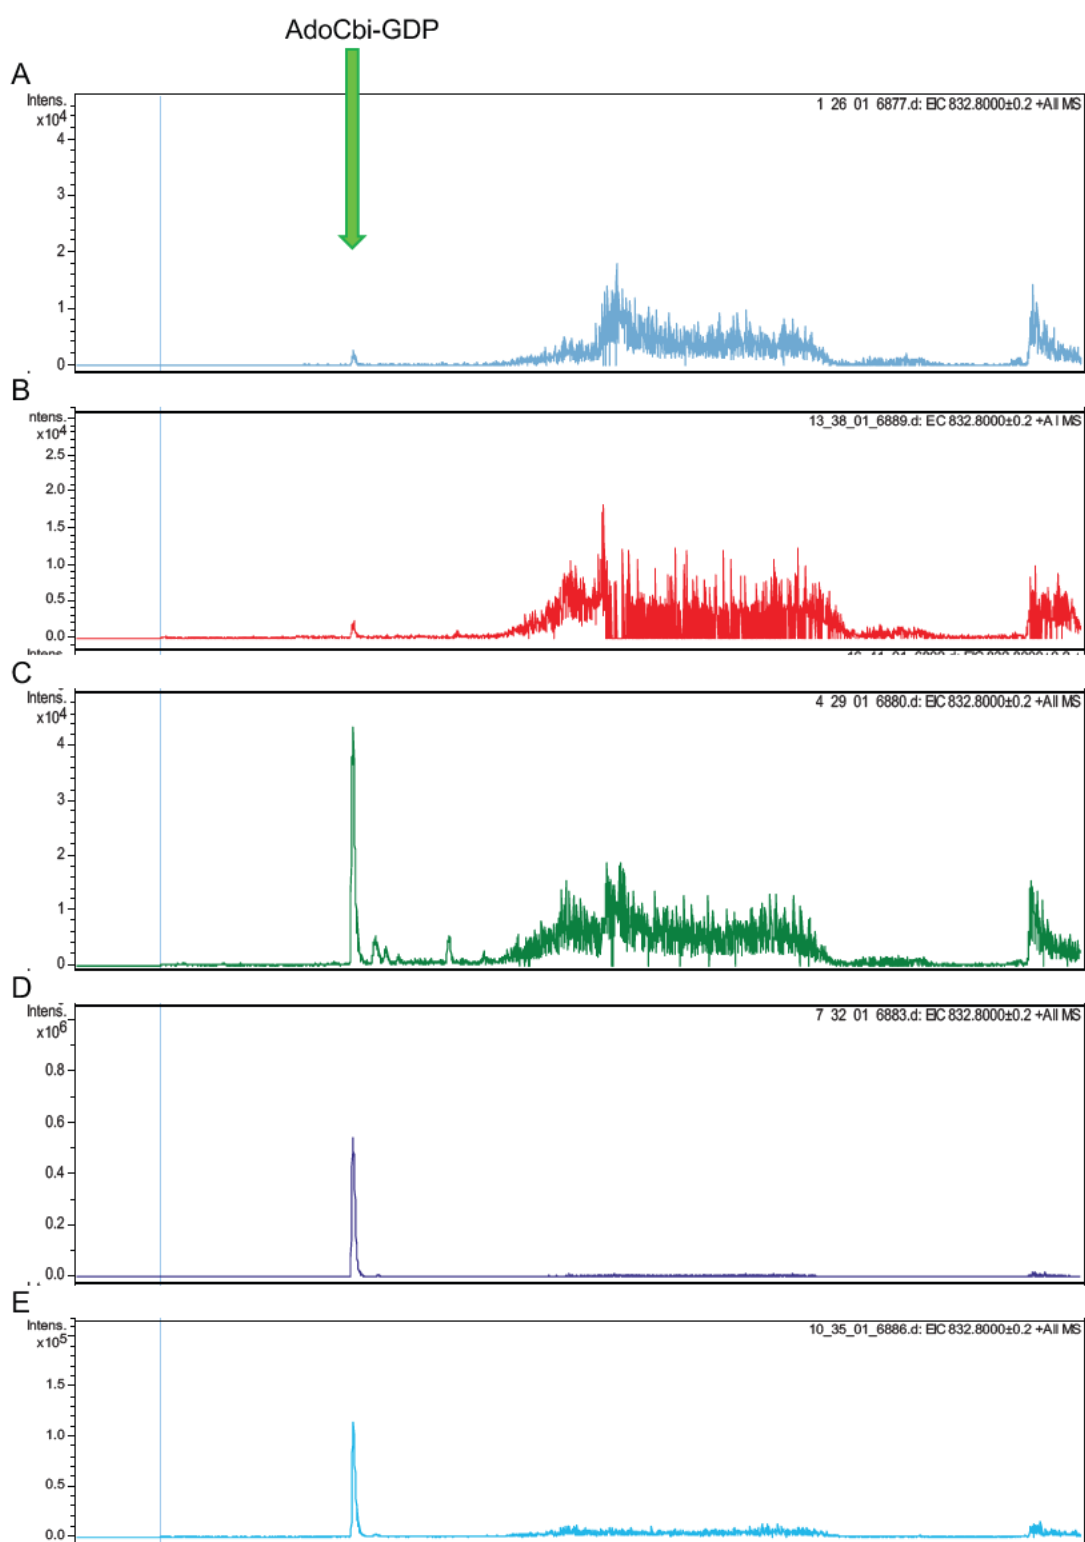 AdoCbi-GDP
A
Intens.
x10⁴
1 26 01 6877.d: EIC 832.8000±0.2 +All MS
4
3
2
1
0
B
ntens.
x10⁴
13_38_01_6889.d: E C 832.8000±0.2 +A l MS
2.5
2.0
1.5
1.0
0.5
0.0
Intens.
C
Intens.
x10⁴
4 29 01 6880.d: EIC 832.8000±0.2 +All MS
4
3
2
1
0
D
Intens.
x10⁶
7 32 01 6883.d: EIC 832.8000±0.2 +All MS
0.8
0.6
0.4
0.2
0.0
E
Intens.
x10⁵
10_35_01_6886.d: EIC 832.8000±0.2 +All MS
1.5
1.0
0.5
0.0